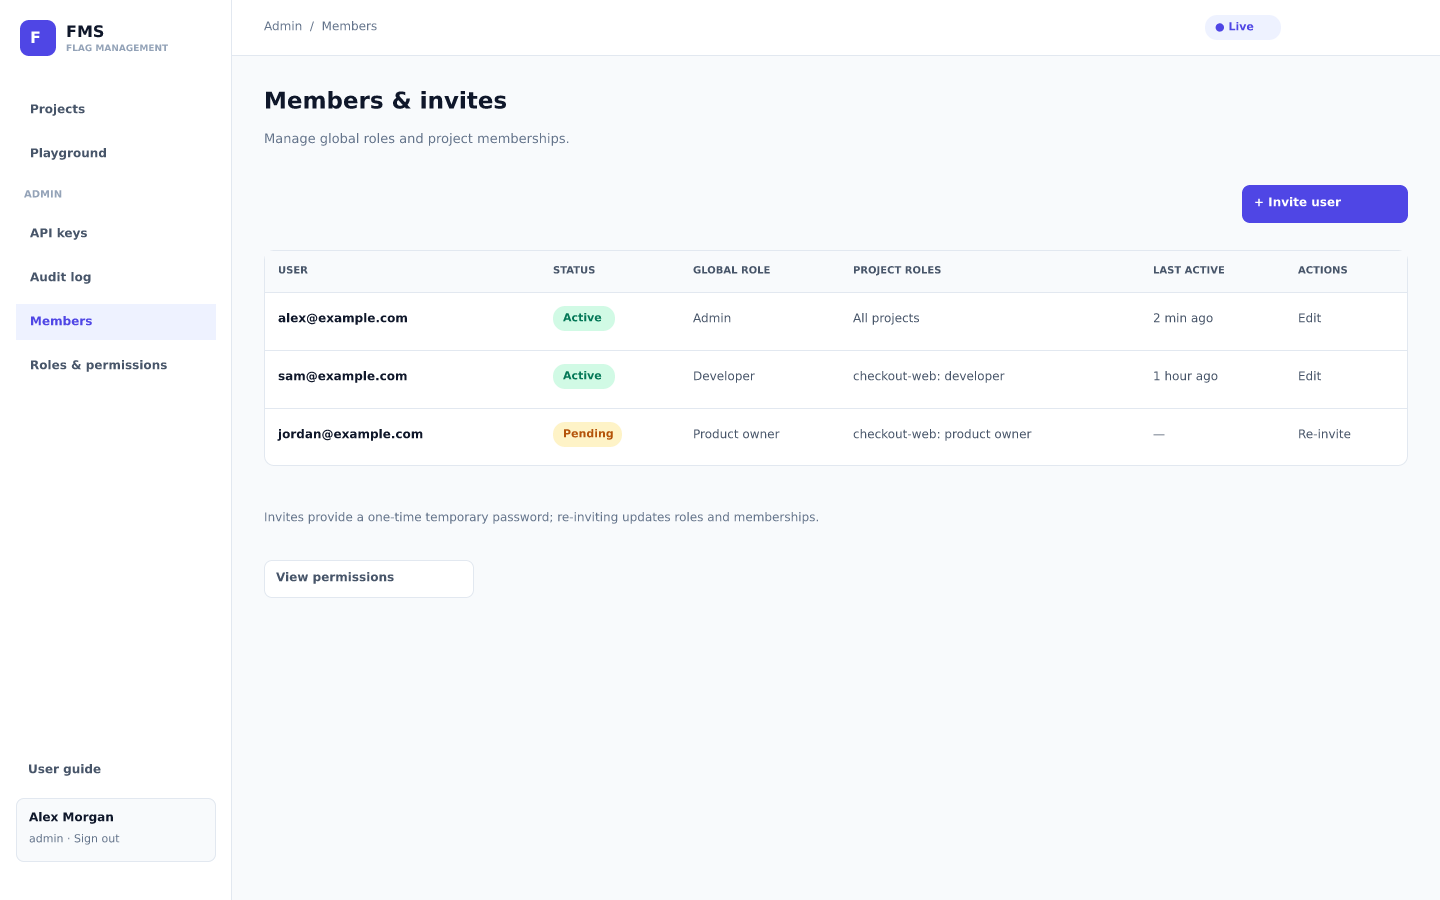 F
FMS
FLAG MANAGEMENT
Projects
Playground
ADMIN
API keys
Audit log
Members
Roles & permissions
User guide
Alex Morgan
admin · Sign out
Admin / Members
● Live
Members & invites
Manage global roles and project memberships.
+ Invite user
USER STATUS GLOBAL ROLE PROJECT ROLES LAST ACTIVE ACTIONS
alex@example.com Active Admin All projects 2 min ago Edit
sam@example.com Active Developer checkout-web: developer 1 hour ago Edit
jordan@example.com Pending Product owner checkout-web: product owner — Re-invite
Invites provide a one-time temporary password; re-inviting updates roles and memberships.
View permissions